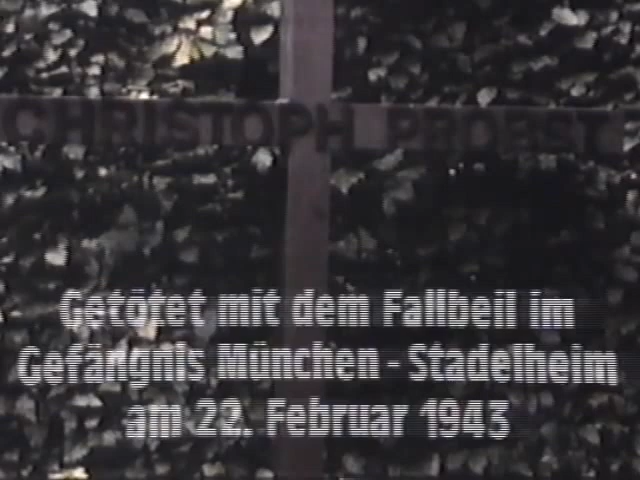 CHRISTOPH PROBST
Getötet mit dem Fallbeil im
Gefängnis München - Stadelheim
am 22. Februar 1943